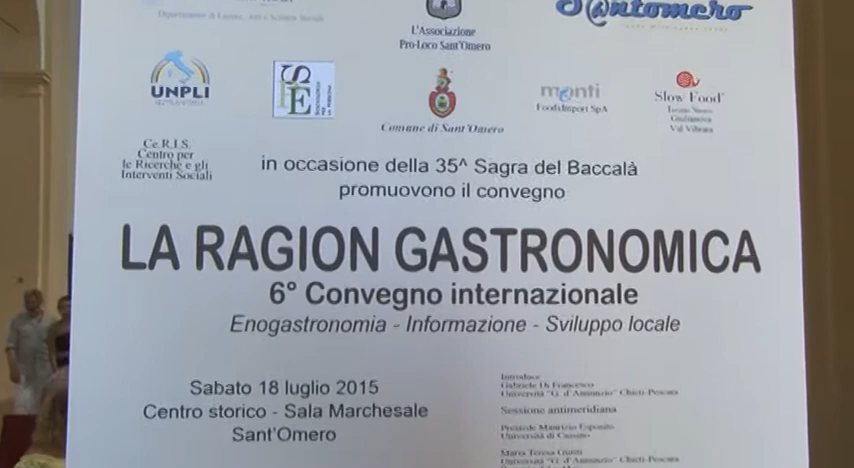 Dipartimento di Lettere, Arti e Scienze Sociali
L'Associazione
Pro-Loco Sant'Omero
Santomero
UNPLI
SIFE
Comune di Sant'Omero
monti
Food&Import SpA
Slow Food
Giulianova
Val Vibrata
Ce.R.I.S.
Centro per
le Ricerche e gli
Interventi Sociali
in occasione della 35^ Sagra del Baccalà
promuovono il convegno
LA RAGION GASTRONOMICA
6° Convegno internazionale
Enogastronomia - Informazione - Sviluppo locale
Sabato 18 luglio 2015
Centro storico - Sala Marchesale
Sant'Omero
Introduce
Gabriele Di Francesco
Università "G. d'Annunzio" Chieti-Pescara
Sessione antimeridiana
Presiede Maurizio Esposito
Università di Cassino
Maria Teresa Giusti
Università "G. d'Annunzio" Chieti-Pescara